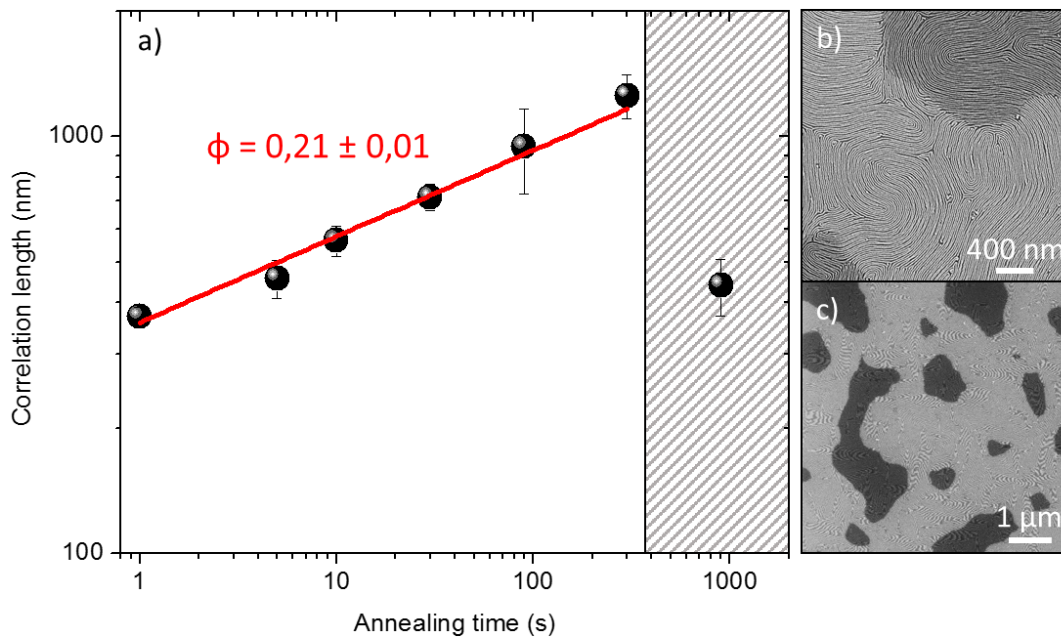 a)
ϕ = 0,21 ± 0,01
1000
100
Correlation length (nm)
1
10
100
1000
Annealing time (s)
b)
400 nm
c)
1 µm